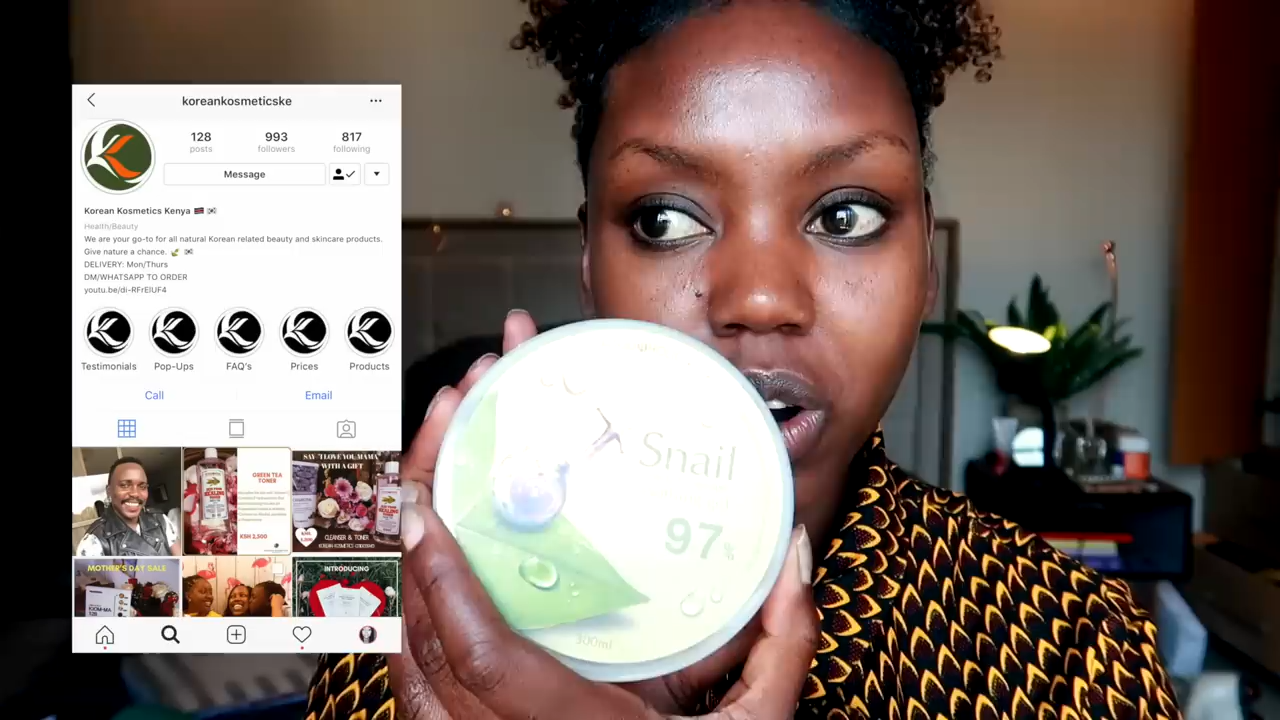 koreankosmeticske
128
993
817
posts
followers
following
Message
Korean Kosmetics Kenya
Health/Beauty
We are your go-to for all natural Korean related beauty and skincare products.
Give nature a chance.
DELIVERY: Mon/Thurs
DM/WHATSAPP TO ORDER
youtu.be/di-RFrEIUF4
Testimonials
Pop-Ups
FAQ's
Prices
Products
Call
Email
GREEN TEA
TONER
KSH 2,500
SAY "I LOVE YOU MAMA"
WITH A GIFT
CLEANSER & TONER
MOTHER'S DAY SALE
INTRODUCING
Snail
97%
300ml